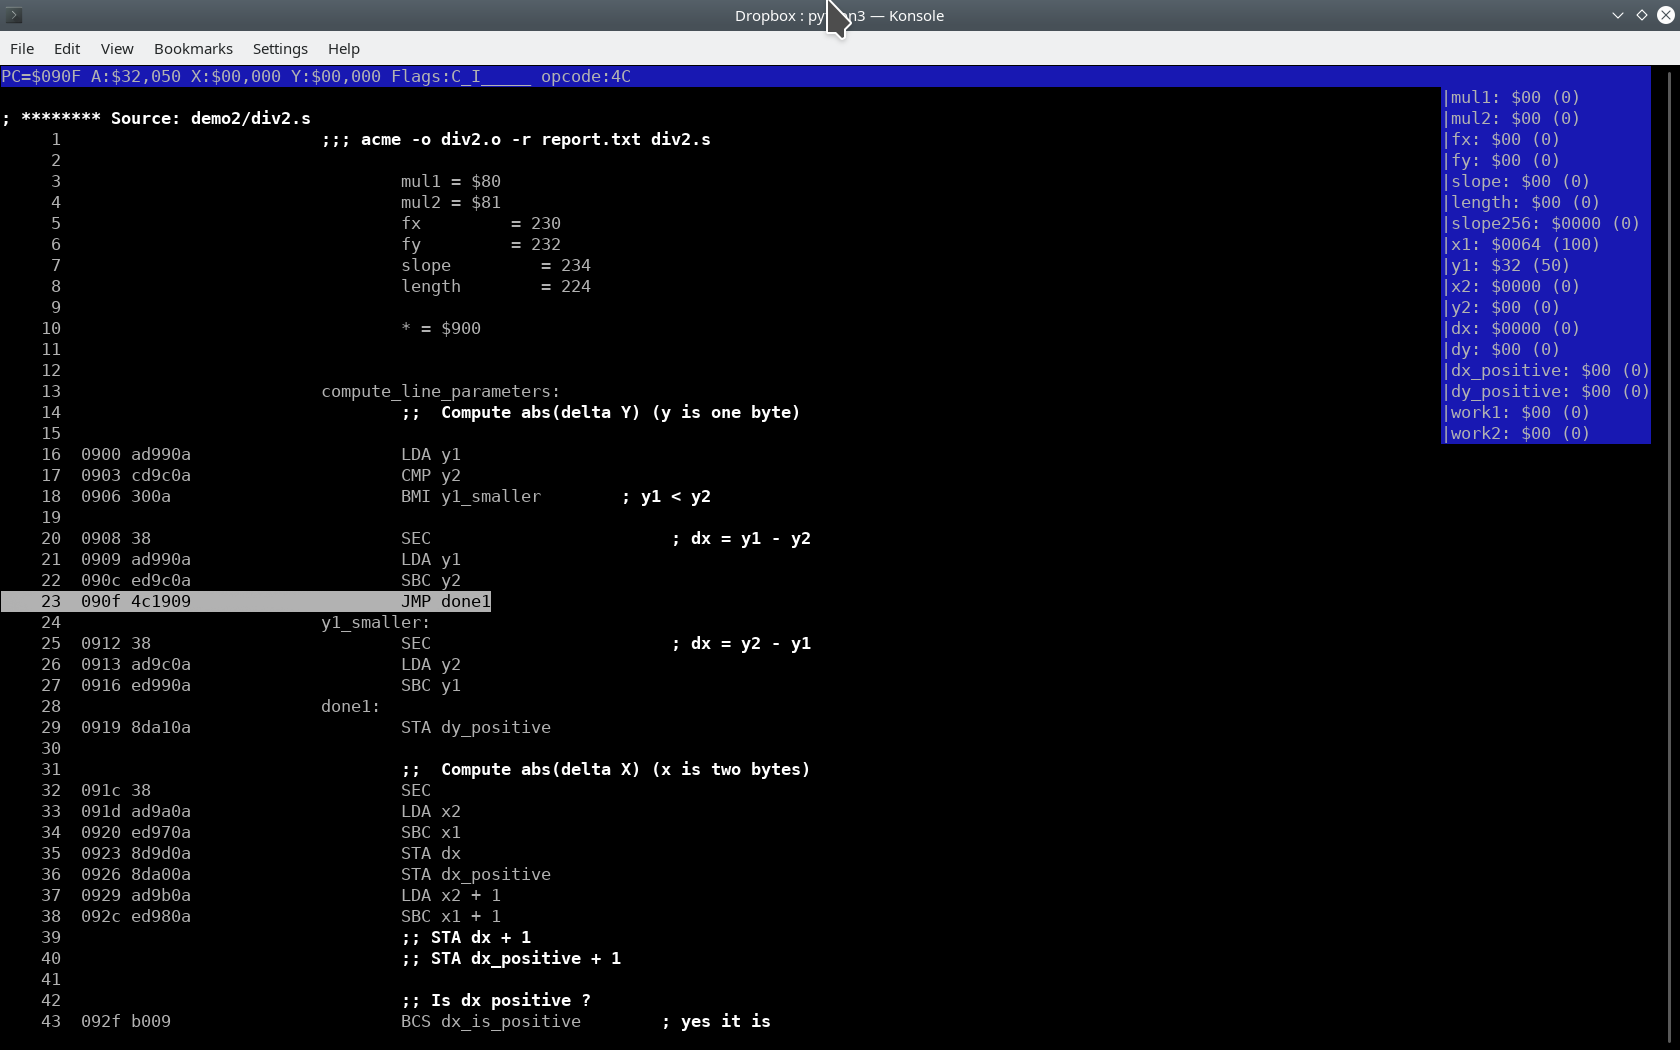 Dropbox : py n3 — Konsole
File Edit View Bookmarks Settings Help
PC=$090F A:$32,050 X:$00,000 Y:$00,000 Flags:C_I_____ opcode:4C
|mul1: $00 (0)
; ******** Source: demo2/div2.s |mul2: $00 (0)
1 ;;; acme -o div2.o -r report.txt div2.s |fx: $00 (0)
2 |fy: $00 (0)
3 mul1 = $80 |slope: $00 (0)
4 mul2 = $81 |length: $00 (0)
5 fx = 230 |slope256: $0000 (0)
6 fy = 232 |x1: $0064 (100)
7 slope = 234 |y1: $32 (50)
8 length = 224 |x2: $0000 (0)
9 |y2: $00 (0)
10 * = $900 |dx: $0000 (0)
11 |dy: $00 (0)
12 |dx_positive: $00 (0)
13 compute_line_parameters: |dy_positive: $00 (0)
14 ;; Compute abs(delta Y) (y is one byte) |work1: $00 (0)
15 |work2: $00 (0)
16 0900 ad990a LDA y1
17 0903 cd9c0a CMP y2
18 0906 300a BMI y1_smaller ; y1 < y2
19
20 0908 38 SEC ; dx = y1 - y2
21 0909 ad990a LDA y1
22 090c ed9c0a SBC y2
23 090f 4c1909 JMP done1
24 y1_smaller:
25 0912 38 SEC ; dx = y2 - y1
26 0913 ad9c0a LDA y2
27 0916 ed990a SBC y1
28 done1:
29 0919 8da10a STA dy_positive
30
31 ;; Compute abs(delta X) (x is two bytes)
32 091c 38 SEC
33 091d ad9a0a LDA x2
34 0920 ed970a SBC x1
35 0923 8d9d0a STA dx
36 0926 8da00a STA dx_positive
37 0929 ad9b0a LDA x2 + 1
38 092c ed980a SBC x1 + 1
39 ;; STA dx + 1
40 ;; STA dx_positive + 1
41
42 ;; Is dx positive ?
43 092f b009 BCS dx_is_positive ; yes it is